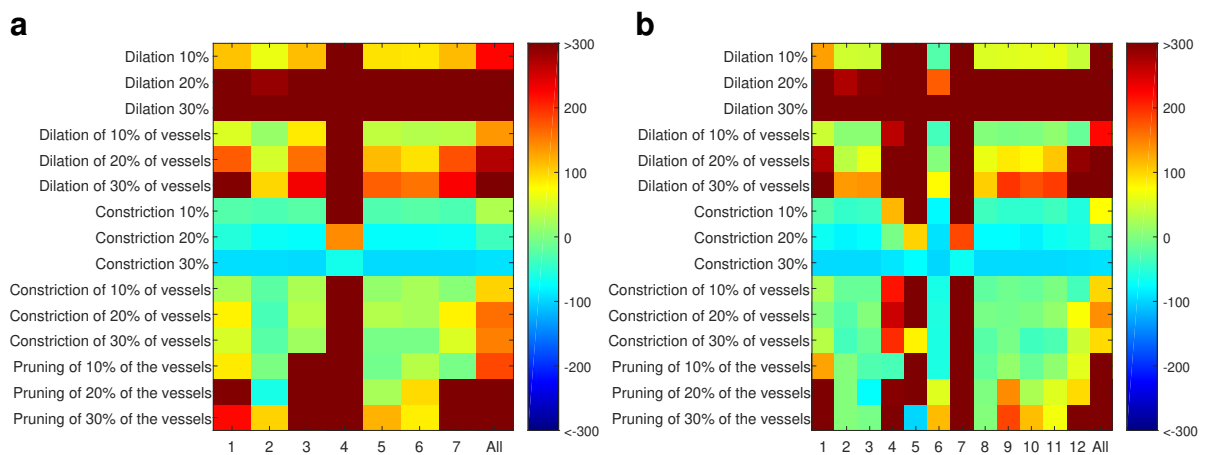 a
Dilation 10%
Dilation 20%
Dilation 30%
Dilation of 10% of vessels
Dilation of 20% of vessels
Dilation of 30% of vessels
Constriction 10%
Constriction 20%
Constriction 30%
Constriction of 10% of vessels
Constriction of 20% of vessels
Constriction of 30% of vessels
Pruning of 10% of the vessels
Pruning of 20% of the vessels
Pruning of 30% of the vessels
1 2 3 4 5 6 7 All
>300
200
100
0
-100
-200
<-300
b
Dilation 10%
Dilation 20%
Dilation 30%
Dilation of 10% of vessels
Dilation of 20% of vessels
Dilation of 30% of vessels
Constriction 10%
Constriction 20%
Constriction 30%
Constriction of 10% of vessels
Constriction of 20% of vessels
Constriction of 30% of vessels
Pruning of 10% of the vessels
Pruning of 20% of the vessels
Pruning of 30% of the vessels
1 2 3 4 5 6 7 8 9 10 11 12 All
>300
200
100
0
-100
-200
<-300